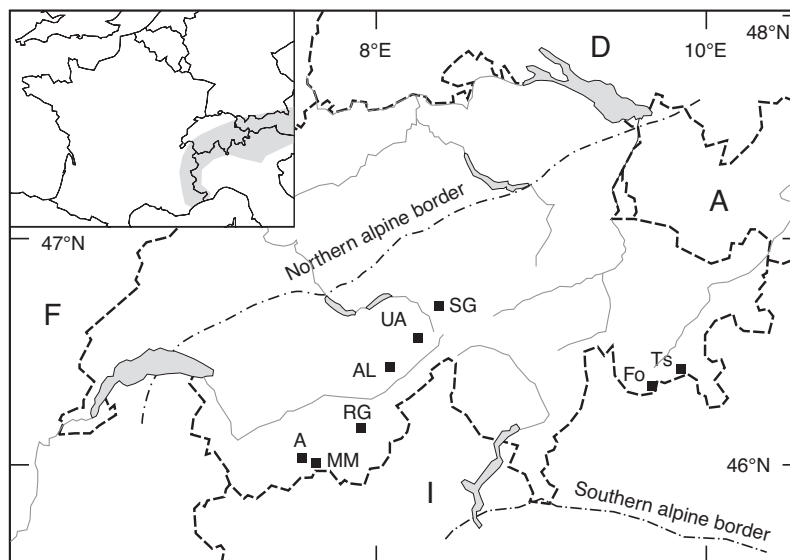 8°E
D
10°E
48°N
A
47°N
Northern alpine border
F
SG
UA
AL
Fo
Ts
RG
A
MM
I
46°N
Southern alpine border